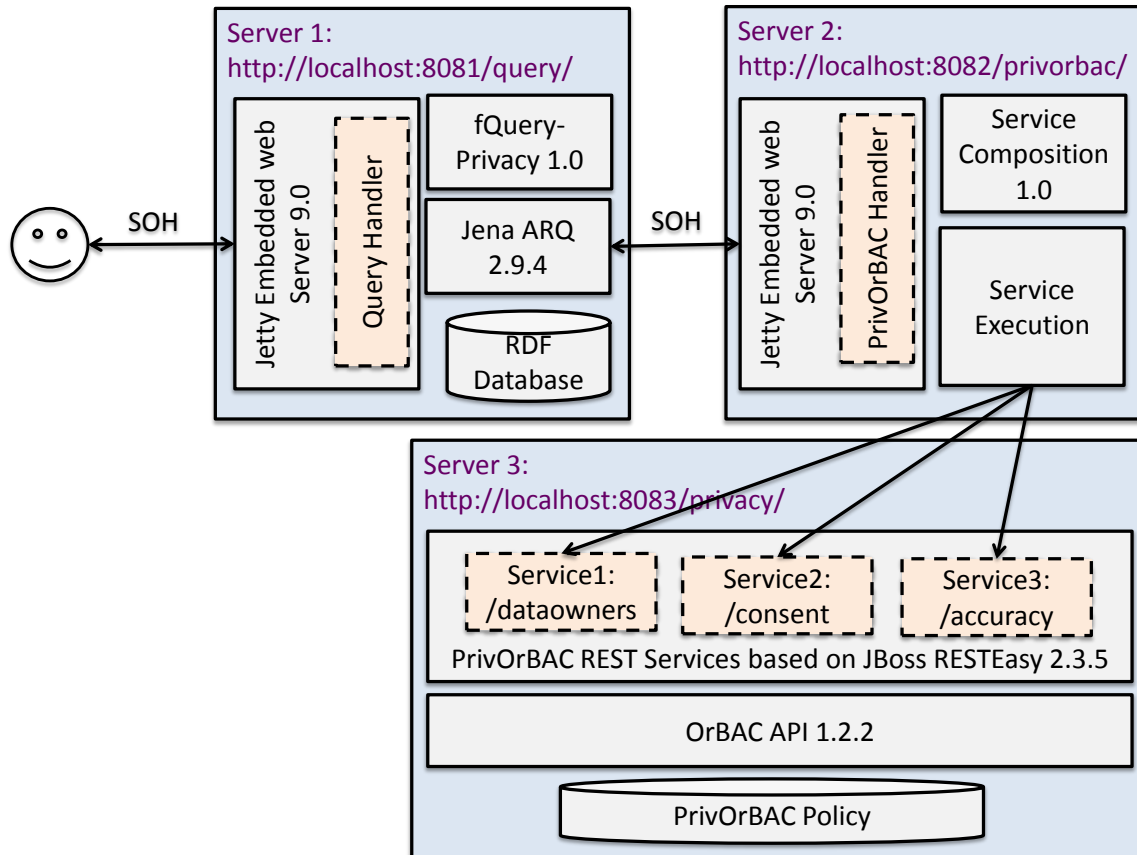 Server 1:
http://localhost:8081/query/
Jetty Embedded web
Server 9.0
Query Handler
fQuery-
Privacy 1.0
Jena ARQ
2.9.4
RDF
Database
SOH
SOH
Server 2:
http://localhost:8082/privorbac/
Jetty Embedded web
Server 9.0
PrivOrBAC Handler
Service
Composition
1.0
Service
Execution
Server 3:
http://localhost:8083/privacy/
Service1:
/dataowners
Service2:
/consent
Service3:
/accuracy
PrivOrBAC REST Services based on JBoss RESTEasy 2.3.5
OrBAC API 1.2.2
PrivOrBAC Policy